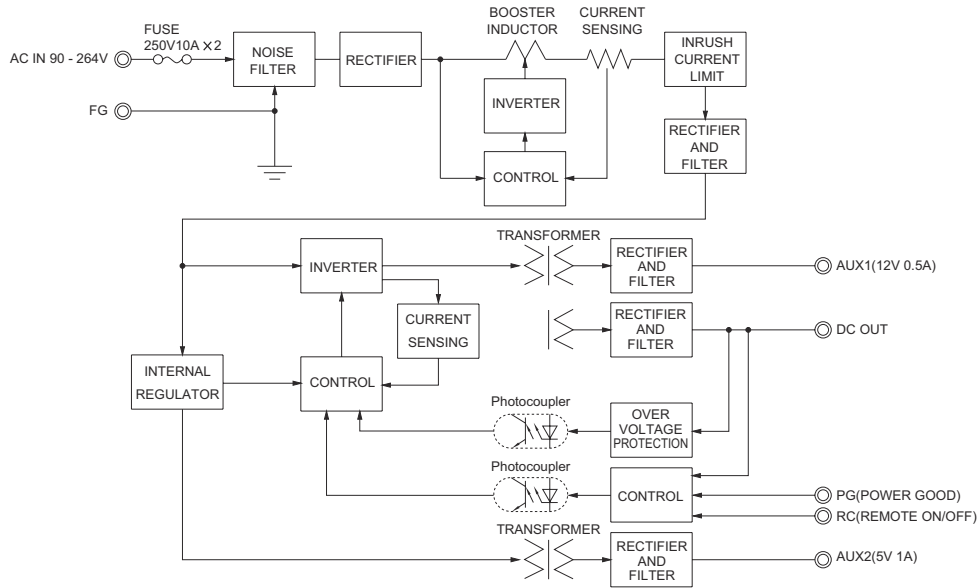 BOOSTER
INDUCTOR
CURRENT
SENSING
FUSE
250V10A ×2
AC IN 90 - 264V
NOISE
FILTER
RECTIFIER
INRUSH
CURRENT
LIMIT
FG
INVERTER
RECTIFIER
AND
FILTER
CONTROL
TRANSFORMER
INVERTER
RECTIFIER
AND
FILTER
AUX1(12V 0.5A)
CURRENT
SENSING
RECTIFIER
AND
FILTER
DC OUT
INTERNAL
REGULATOR
CONTROL
Photocoupler
OVER
VOLTAGE
PROTECTION
Photocoupler
CONTROL
PG(POWER GOOD)
RC(REMOTE ON/OFF)
TRANSFORMER
RECTIFIER
AND
FILTER
AUX2(5V 1A)